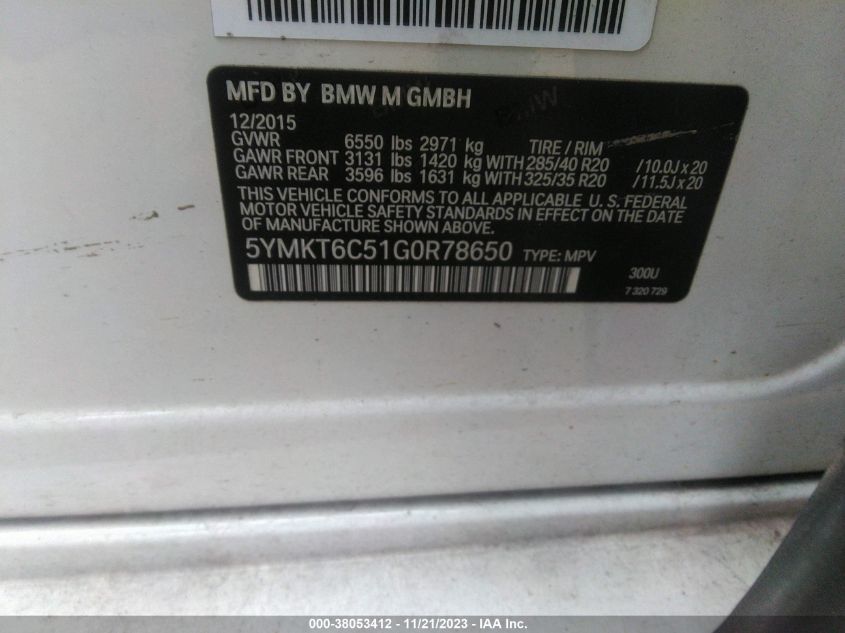 MFD BY BMW M GMBH
12/2015
GVWR 6550 lbs 2971 kg TIRE / RIM
GAWR FRONT 3131 lbs 1420 kg WITH 285/40 R20 /10.0J x 20
GAWR REAR 3596 lbs 1631 kg WITH 325/35 R20 /11.5J x 20
THIS VEHICLE CONFORMS TO ALL APPLICABLE U. S. FEDERAL
MOTOR VEHICLE SAFETY STANDARDS IN EFFECT ON THE DATE
OF MANUFACTURE SHOWN ABOVE.
5YMKT6C51G0R78650 TYPE: MPV
300U
7 320 729
000-38053412 - 11/21/2023 - IAA Inc.